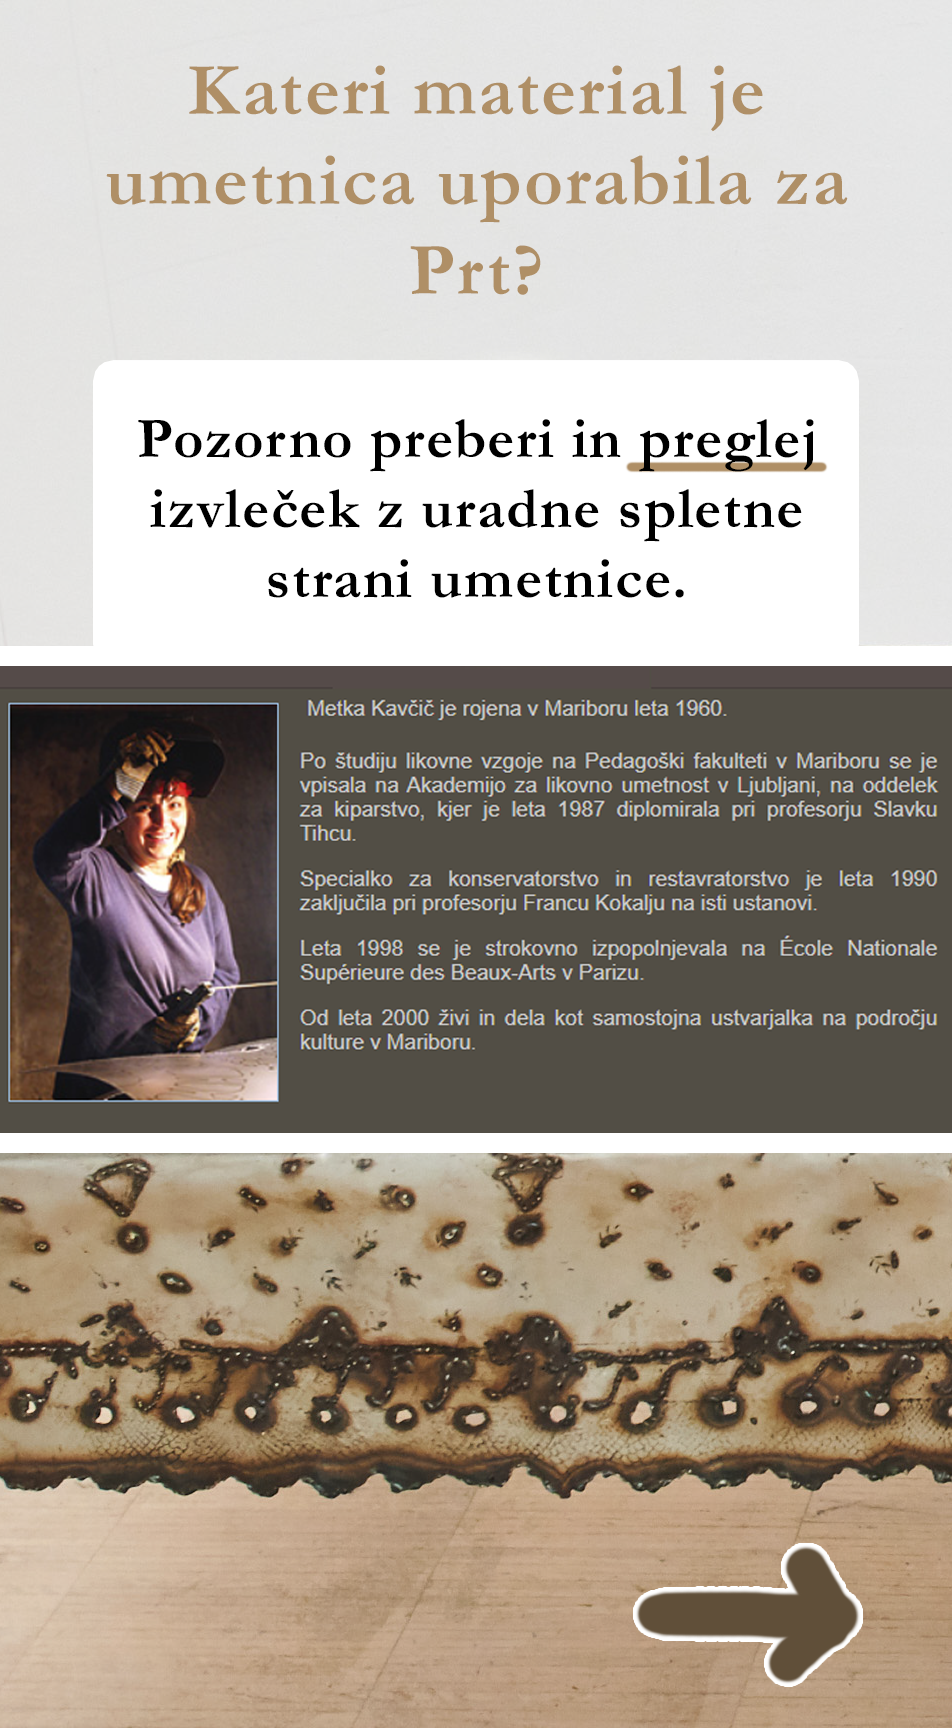 Kateri material je
umetnica uporabila za
Prt?
Pozorno preberi in preglej
izvleček z uradne spletne
strani umetnice.
Metka Kavčič je rojena v Mariboru leta 1960.
Po študiju likovne vzgoje na Pedagoški fakulteti v Mariboru se je
vpisala na Akademijo za likovno umetnost v Ljubljani, na oddelek
za kiparstvo, kjer je leta 1987 diplomirala pri profesorju Slavku
Tihcu.
Specialko za konservatorstvo in restavratorstvo je leta 1990
zaključila pri profesorju Francu Kokalju na isti ustanovi.
Leta 1998 se je strokovno izpopolnjevala na École Nationale
Supérieure des Beaux-Arts v Parizu.
Od leta 2000 živi in dela kot samostojna ustvarjalka na področju
kulture v Mariboru.